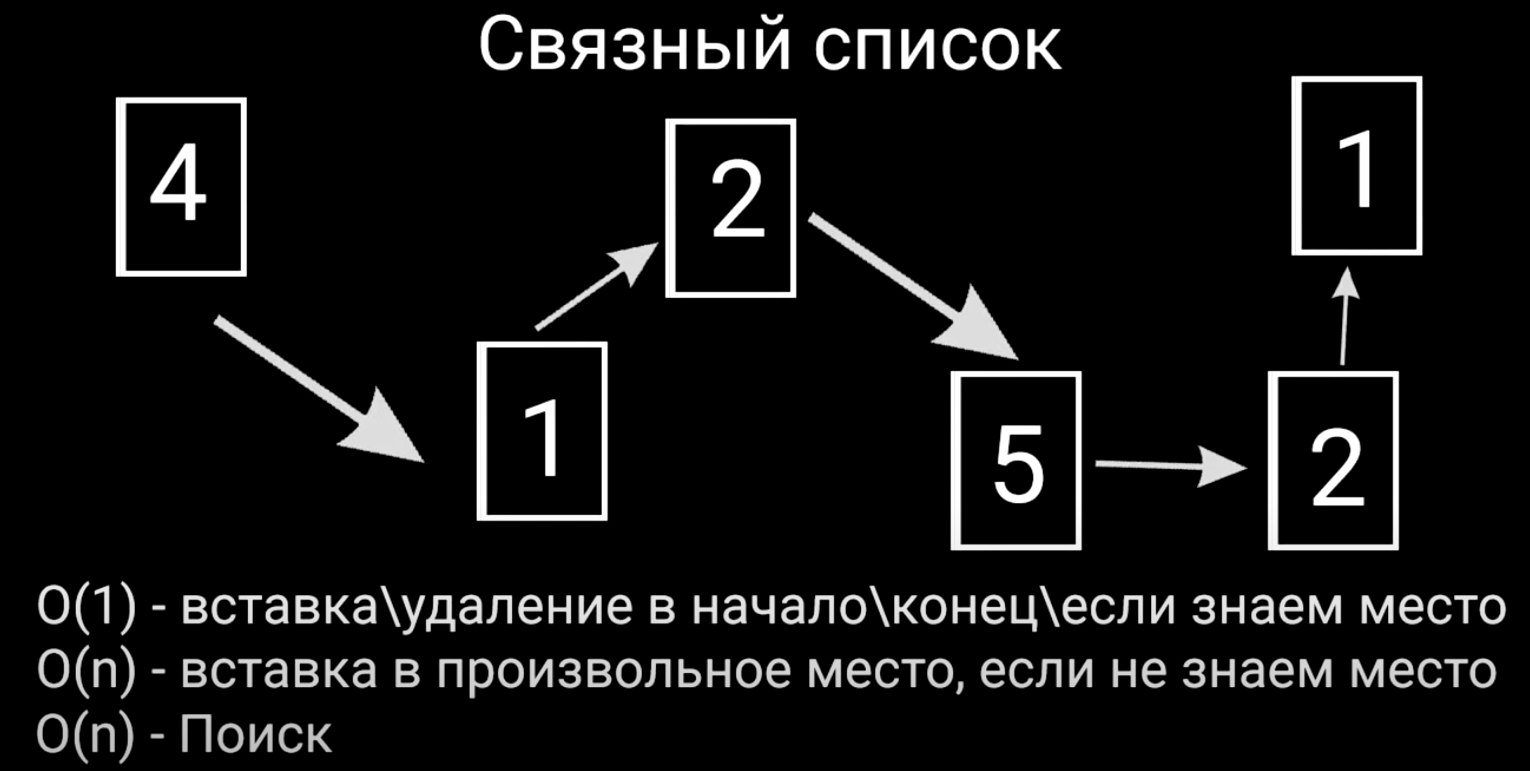 Связный список
4
1
2
5
2
1
O(1) - вставка\удаление в начало\конец\если знаем место
O(n) - вставка в произвольное место, если не знаем место
O(n) - Поиск